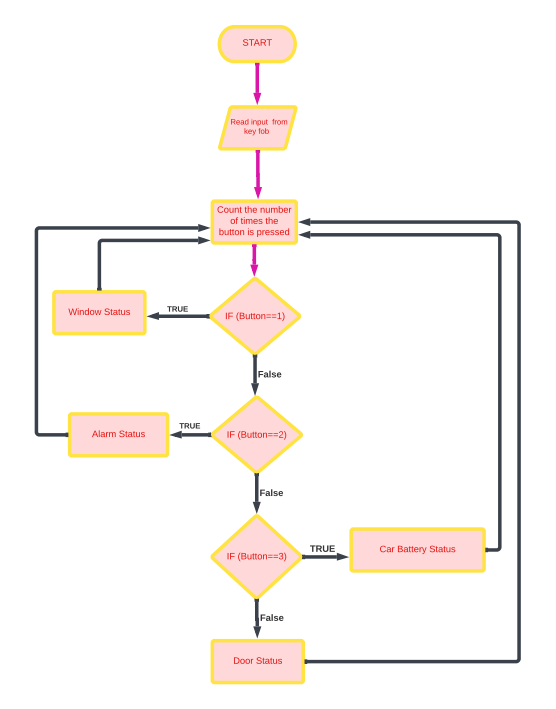 START
Read input  from
key fob
Count the number
of times the
button is pressed
IF (Button==1)
TRUE
Window Status
False
IF (Button==2)
TRUE
Alarm Status
False
IF (Button==3)
TRUE
Car Battery Status
False
Door Status